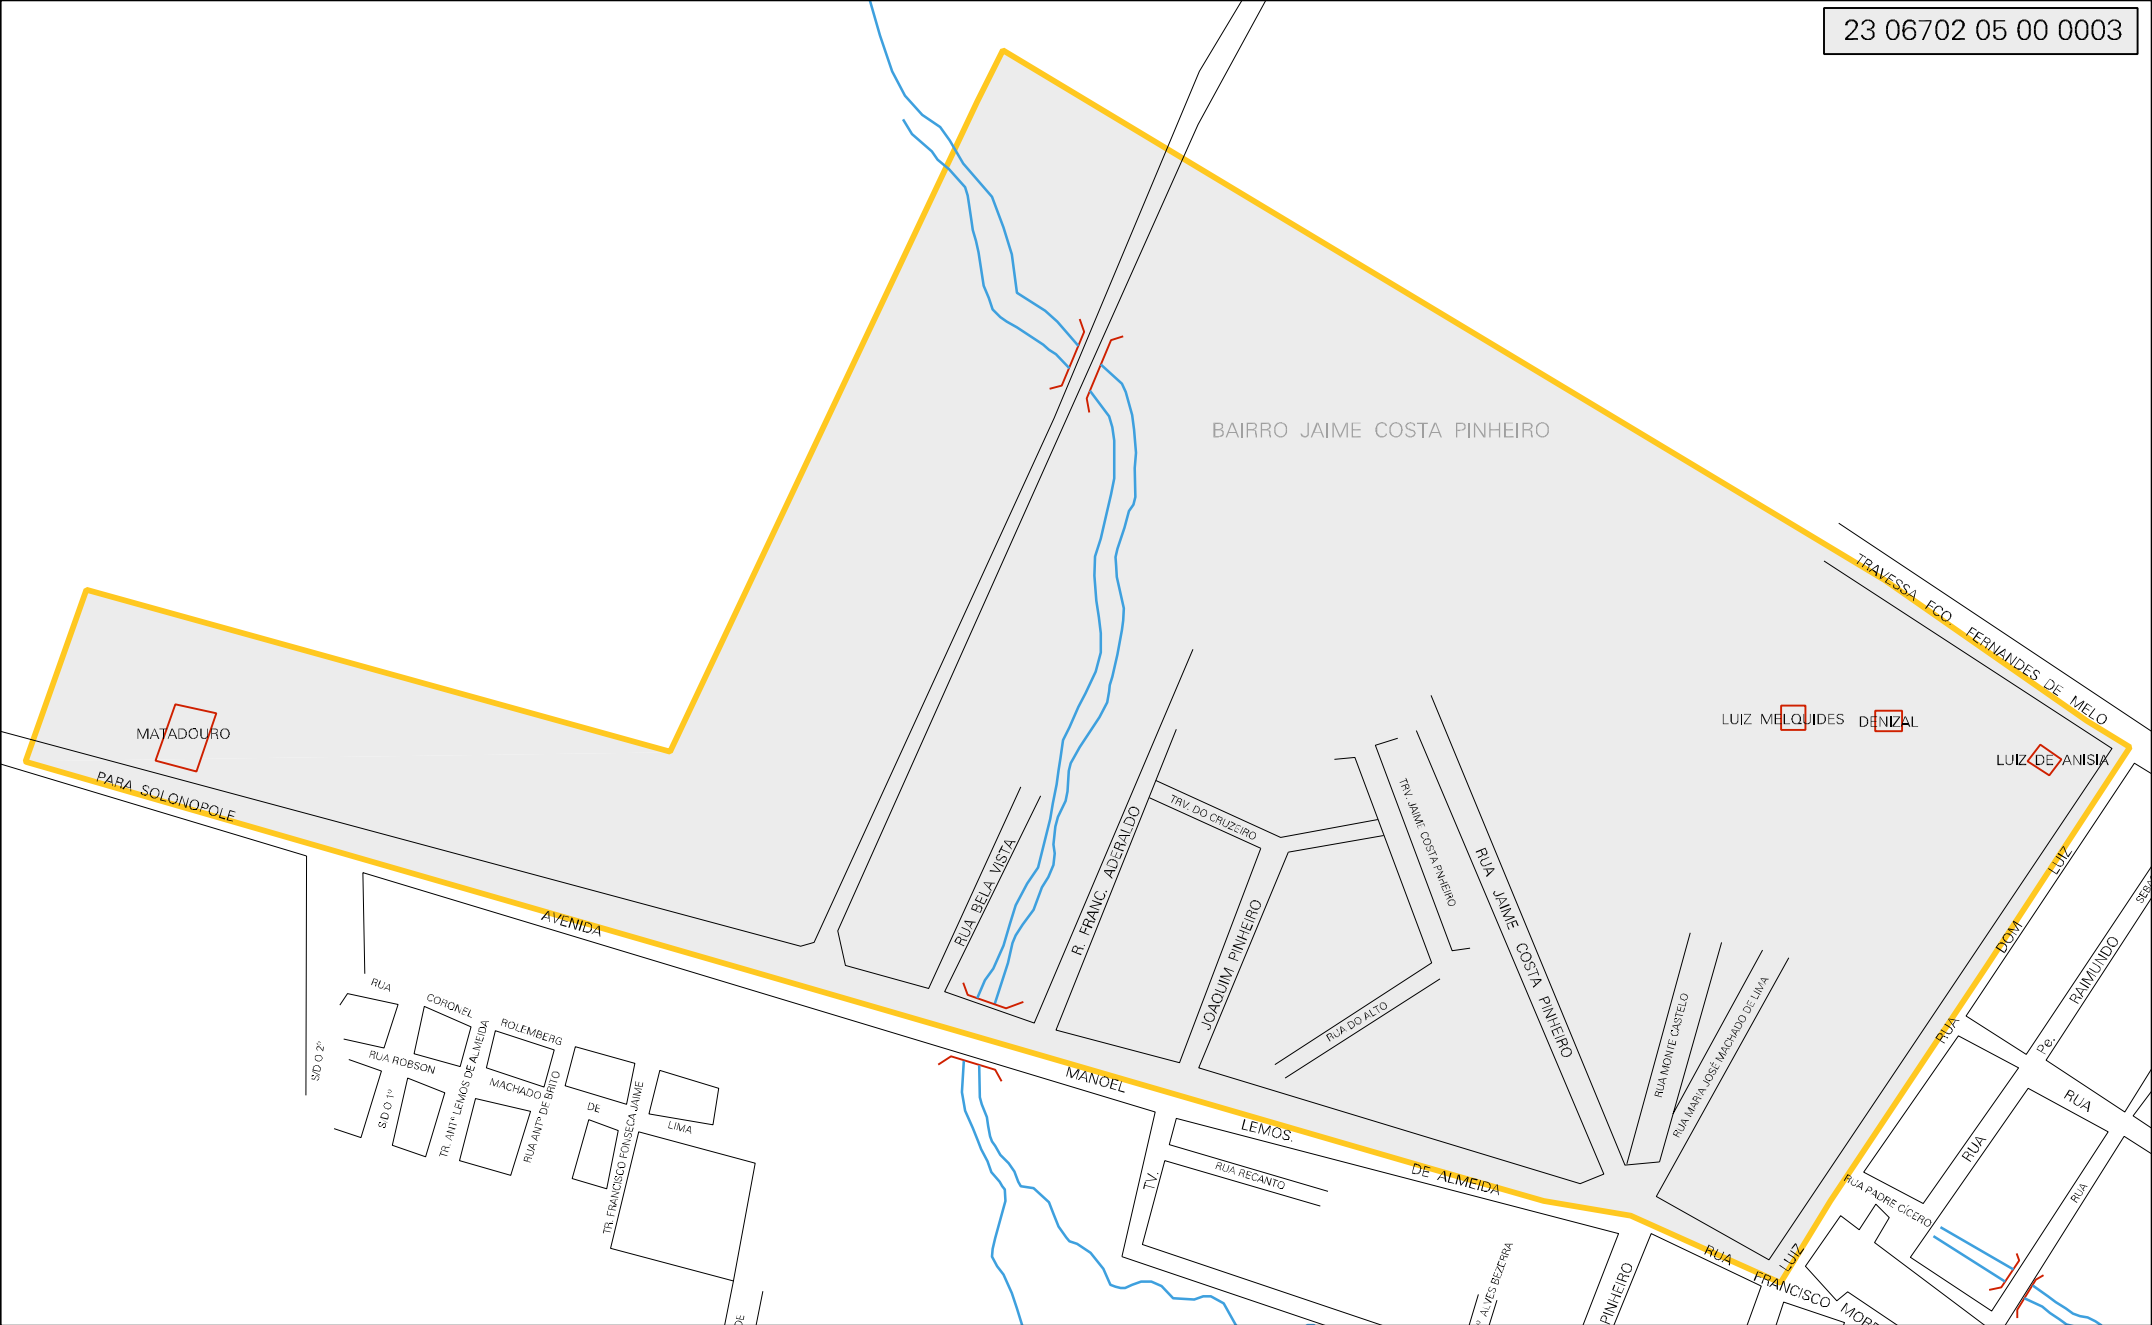 23 06702 05 00 0003
BAIRRO JAIME COSTA PINHEIRO
TRAVESSA FCO. FERNANDES DE MELO
LUIZ MELQUIDES
DENIZAL
LUIZ DE ANISIA
MATADOURO
PARA SOLONOPOLE
AVENIDA
MANOEL
LEMOS.
DE ALMEIDA
RUA BELA VISTA
R. FRANC. ADERALDO
TRV. DO CRUZEIRO
JOAQUIM PINHEIRO
TRV. JAIME COSTA PINHEIRO
RUA JAIME COSTA PINHEIRO
RUA DO ALTO
RUA MONTE CASTELO
RUA MARIA JOSÉ MACHADO DE LIMA
RUA DOM LUIZ
RAIMUNDO
Pe.
RUA
RUA
RUA
RUA PADRE CÍCERO
LUIZ
RUA FRANCISCO
RUA
CORONEL
ROLEMBERG
RUA ROBSON
MACHADO
DE
LIMA
S/D O 2º
S/D O 1º
TR. ANTº LEMOS DE ALMEIDA
RUA ANTº DE BRITO
TR. FRANCISCO FONSECA JAIME
TV.
RUA RECANTO
ALVES BEZERRA
PINHEIRO
DE